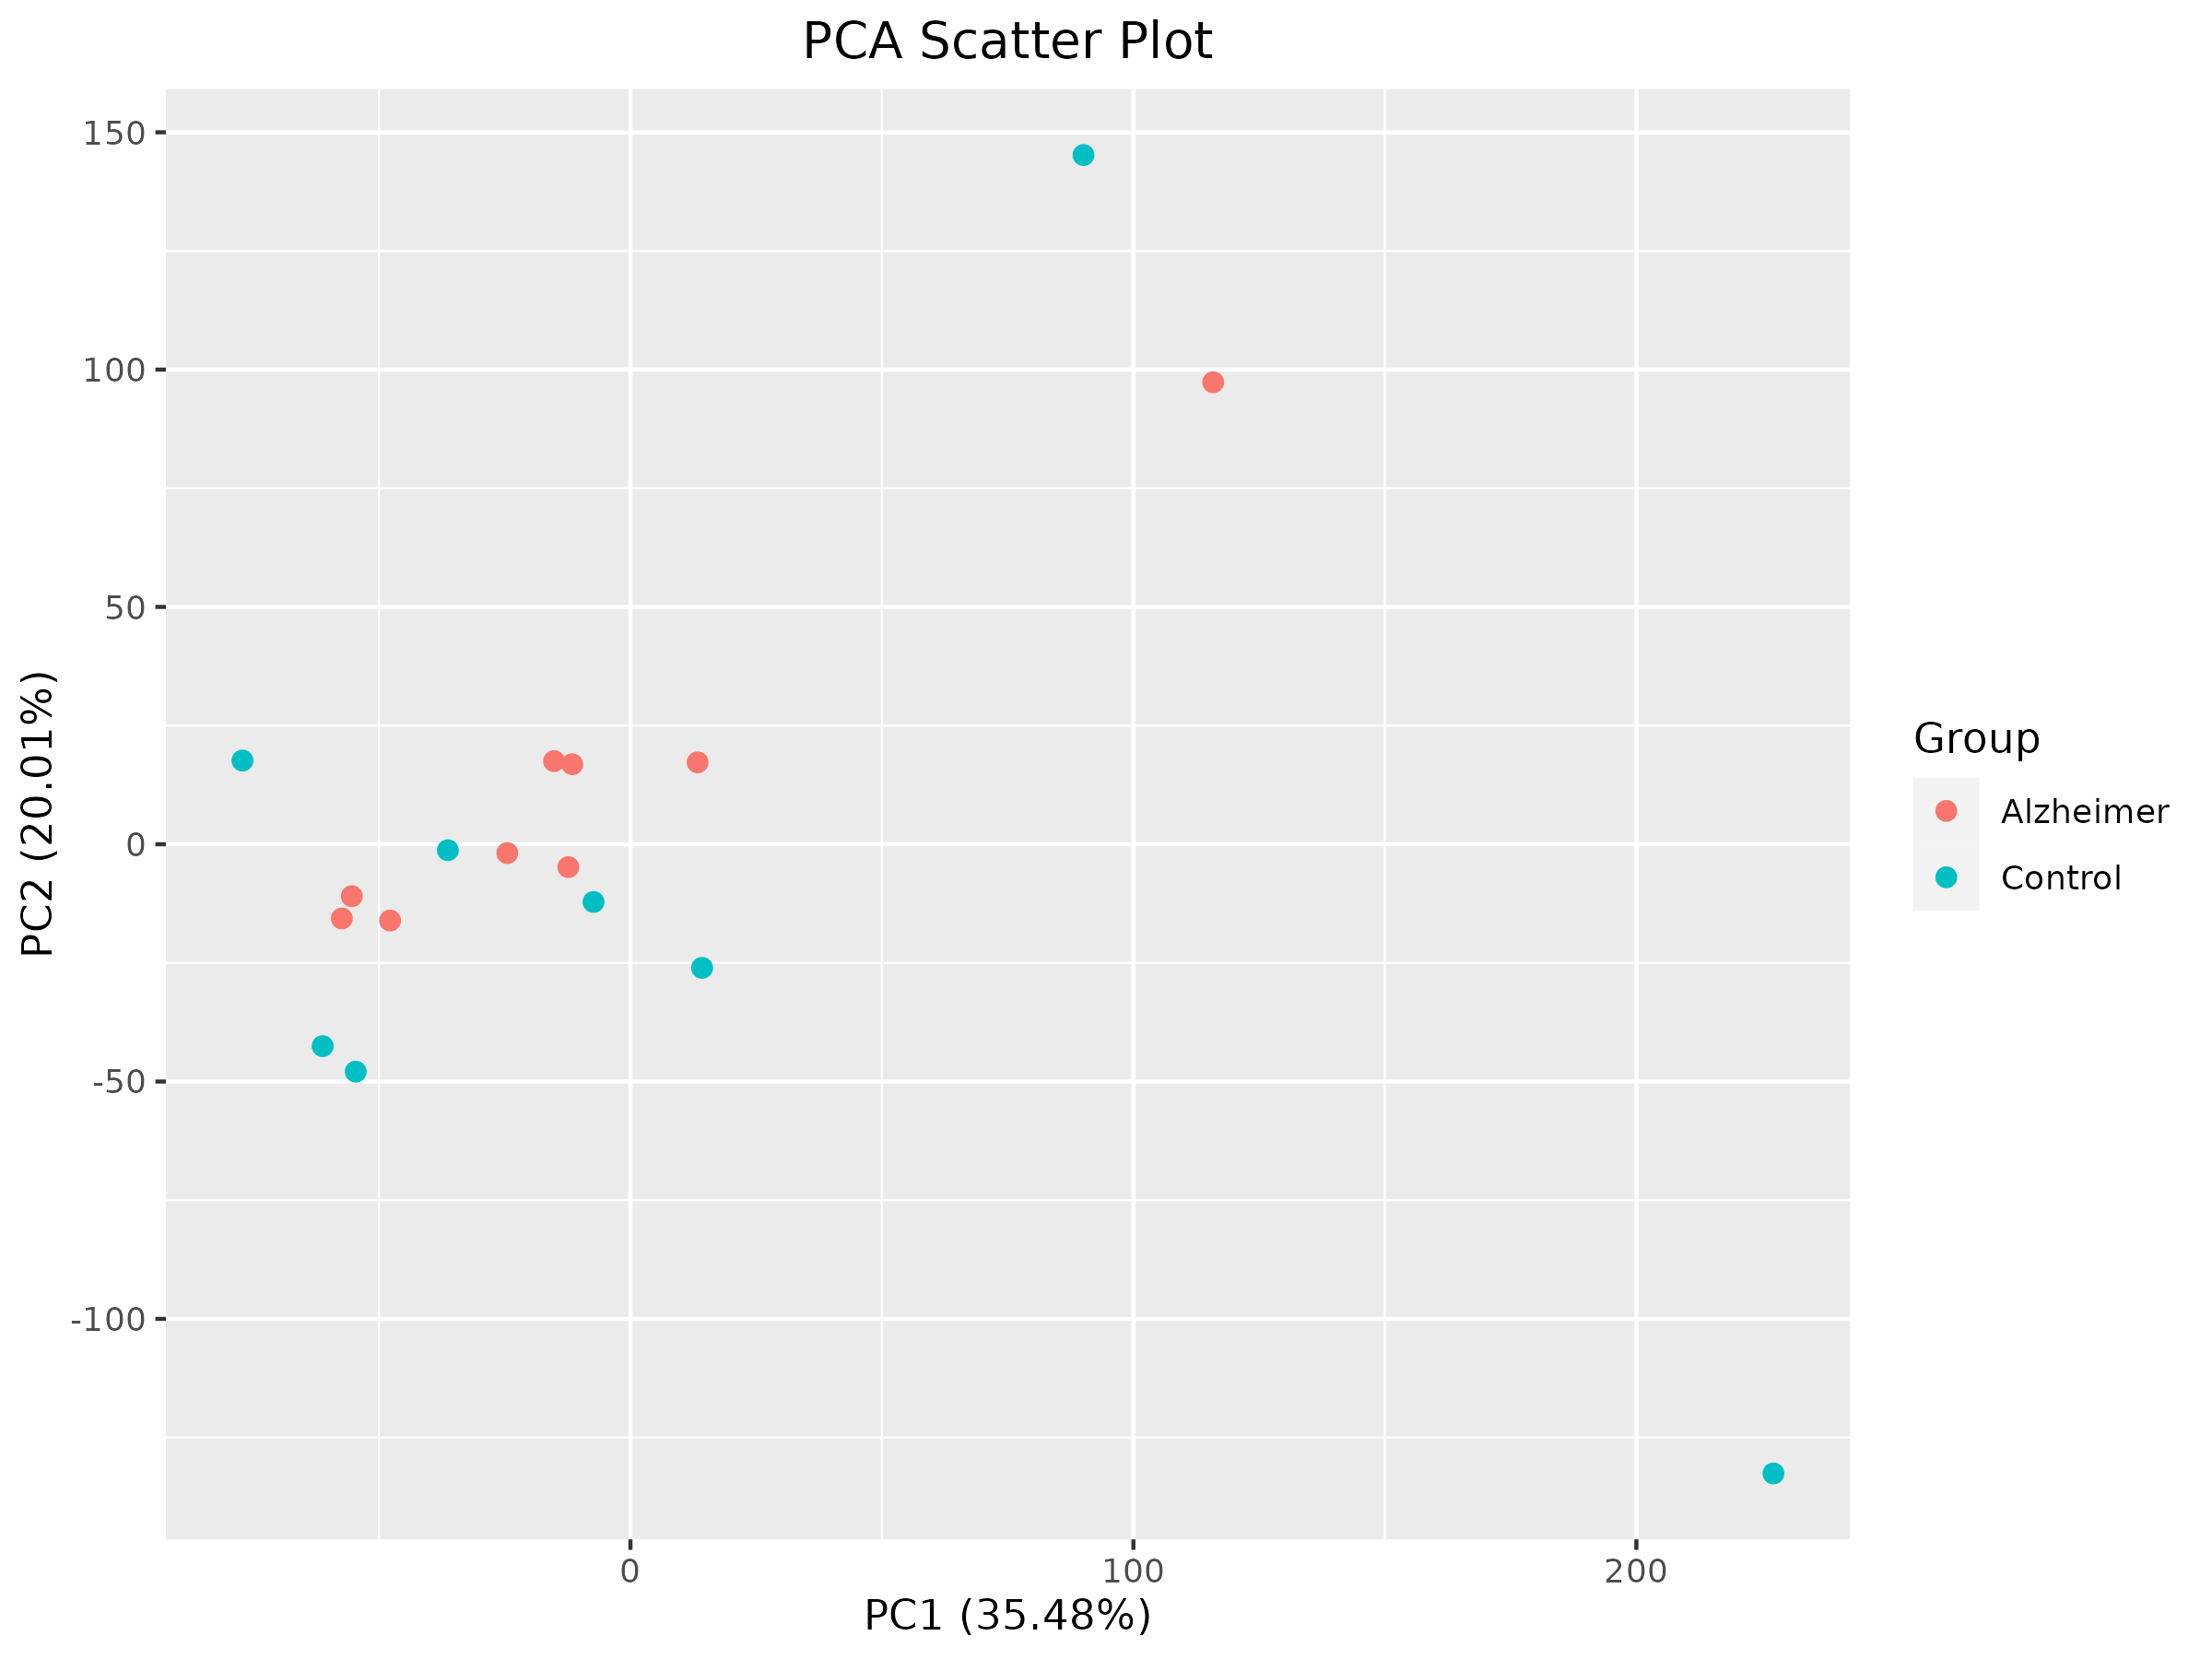 PCA Scatter Plot
150
100
50
0
-50
-100
PC2 (20.01%)
0 100 200
PC1 (35.48%)
Group
Alzheimer
Control